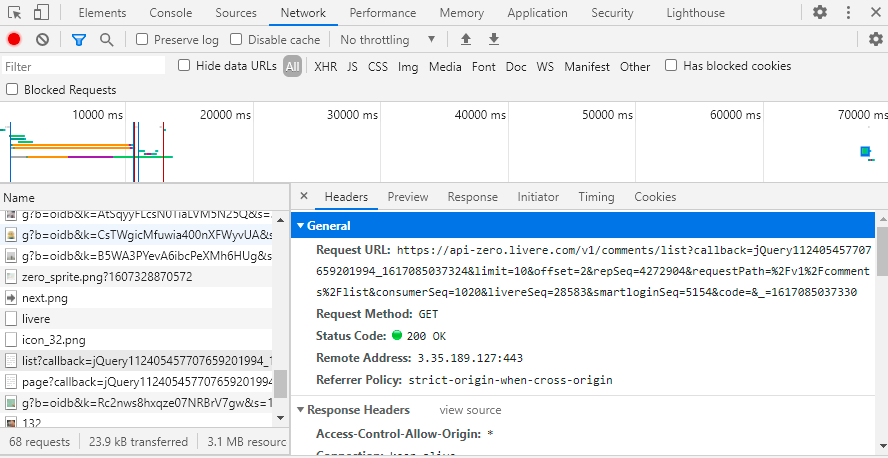 Elements Console Sources Network Performance Memory Application Security Lighthouse
Preserve log Disable cache No throttling
Filter Hide data URLs All XHR JS CSS Img Media Font Doc WS Manifest Other Has blocked cookies
Blocked Requests
10000 ms 20000 ms 30000 ms 40000 ms 50000 ms 60000 ms 70000 ms
Name
g?b=oidb&k=CsTWgicMfuwia400nXFWyvUA&s
g?b=oidb&k=B5WA3PYevA6ibcPeXMh6HUg&s
zero_sprite.png?1607328870572
next.png
livere
icon_32.png
list?callback=jQuery112405457707659201994_1
page?callback=jQuery112405457707659201994
g?b=oidb&k=Rc2nws8hxqze07NRBrV7gw&s=1
132
68 requests 23.9 kB transferred 3.1 MB resourc
Headers Preview Response Initiator Timing Cookies
General
Request URL: https://api-zero.livere.com/v1/comments/list?callback=jQuery112405457707
659201994_1617085037324&limit=10&offset=2&repSeq=4272904&requestPath=%2Fv1%2Fcomment
s%2Flist&consumerSeq=1020&livereSeq=28583&smartloginSeq=5154&code=&_=1617085037330
Request Method: GET
Status Code: 200 OK
Remote Address: 3.35.189.127:443
Referrer Policy: strict-origin-when-cross-origin
Response Headers view source
Access-Control-Allow-Origin: *
Connection: keep-alive